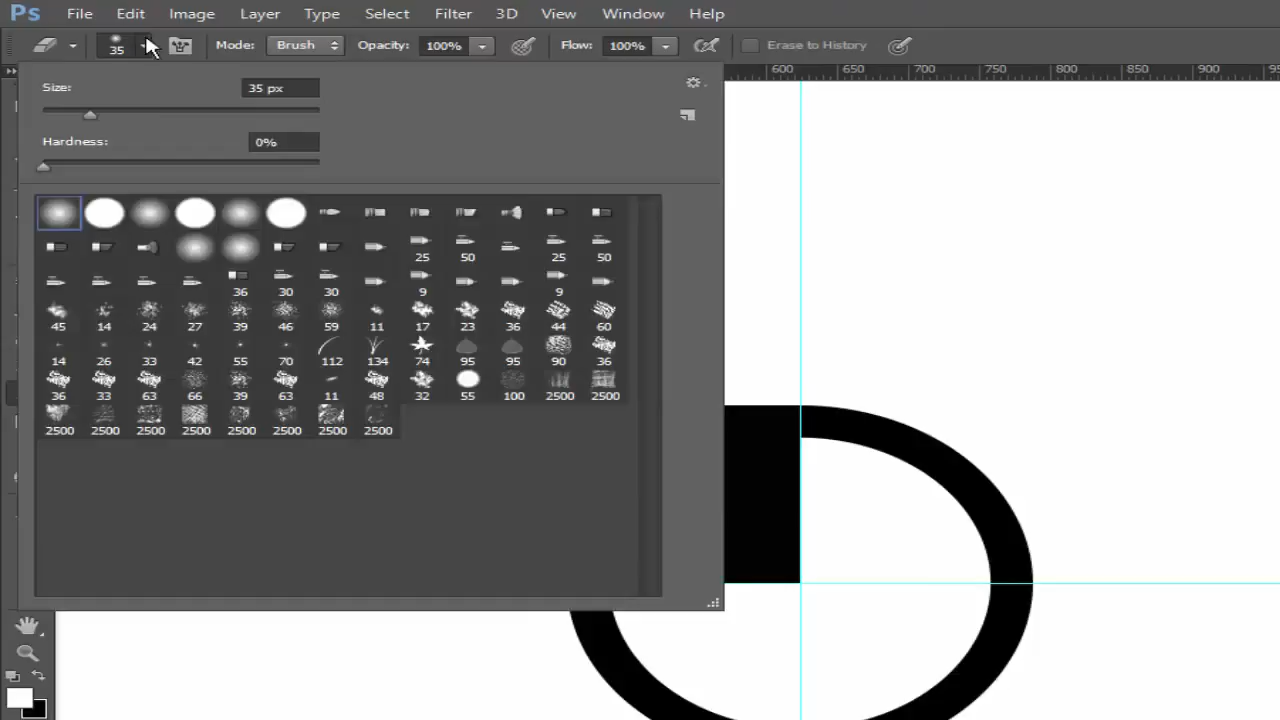 Ps File Edit Image Layer Type Select Filter 3D View Window Help
35 Mode: Brush Opacity: 100% Flow: 100% Erase to History
600 650 700 750 800 850 900
Size: 35 px
Hardness: 0%
25 50 25 50
36 30 30 9 9
45 14 24 27 39 46 59 11 17 23 36 44 60
14 26 33 42 55 70 112 134 74 95 95 90 36
36 33 63 66 39 63 11 48 32 55 100 2500 2500
2500 2500 2500 2500 2500 2500 2500 2500